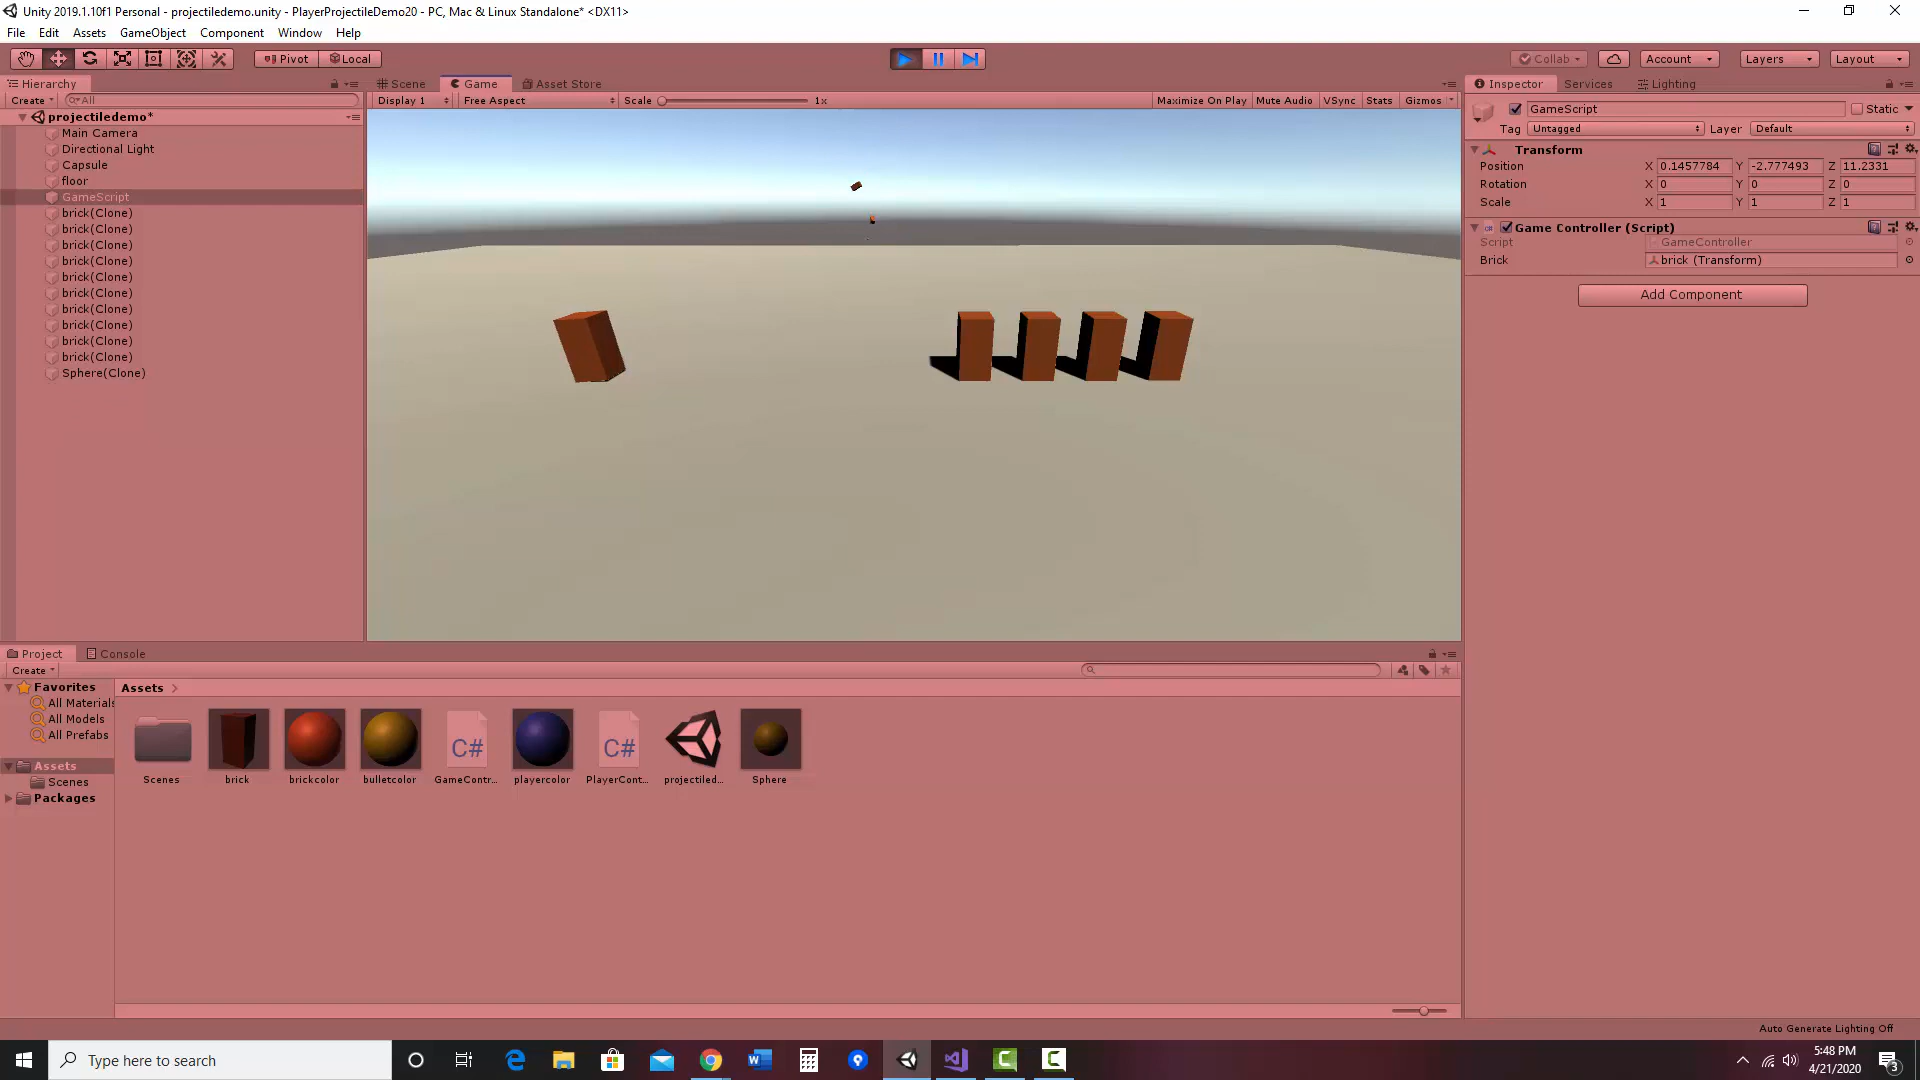 Unity 2019.1.10f1 Personal - projectiledemo.unity - PlayerProjectileDemo20 - PC, Mac & Linux Standalone* <DX11>
File Edit Assets GameObject Component Window Help
Pivot Local Collab Account Layers Layout
Hierarchy Scene Game Asset Store Inspector Services Lighting
Create All Display 1 Free Aspect Scale 1x Maximize On Play Mute Audio VSync Stats Gizmos
GameScript Static
Tag Untagged Layer Default
projectiledemo*
Main Camera
Directional Light
Capsule
floor
GameScript
brick(Clone)
brick(Clone)
brick(Clone)
brick(Clone)
brick(Clone)
brick(Clone)
brick(Clone)
brick(Clone)
brick(Clone)
brick(Clone)
Sphere(Clone)
Transform
Position X 0.1457784 Y -2.777493 Z 11.2331
Rotation X 0 Y 0 Z 0
Scale X 1 Y 1 Z 1
Game Controller (Script)
Script GameController
Brick brick (Transform)
Add Component
Project Console
Create
Favorites
All Materials
All Models
All Prefabs
Assets
Scenes
Packages
Assets
C# C#
Scenes brick brickcolor bulletcolor GameContr... playercolor PlayerCont... projectiled... Sphere
Auto Generate Lighting Off
Type here to search
5:48 PM
4/21/2020
3